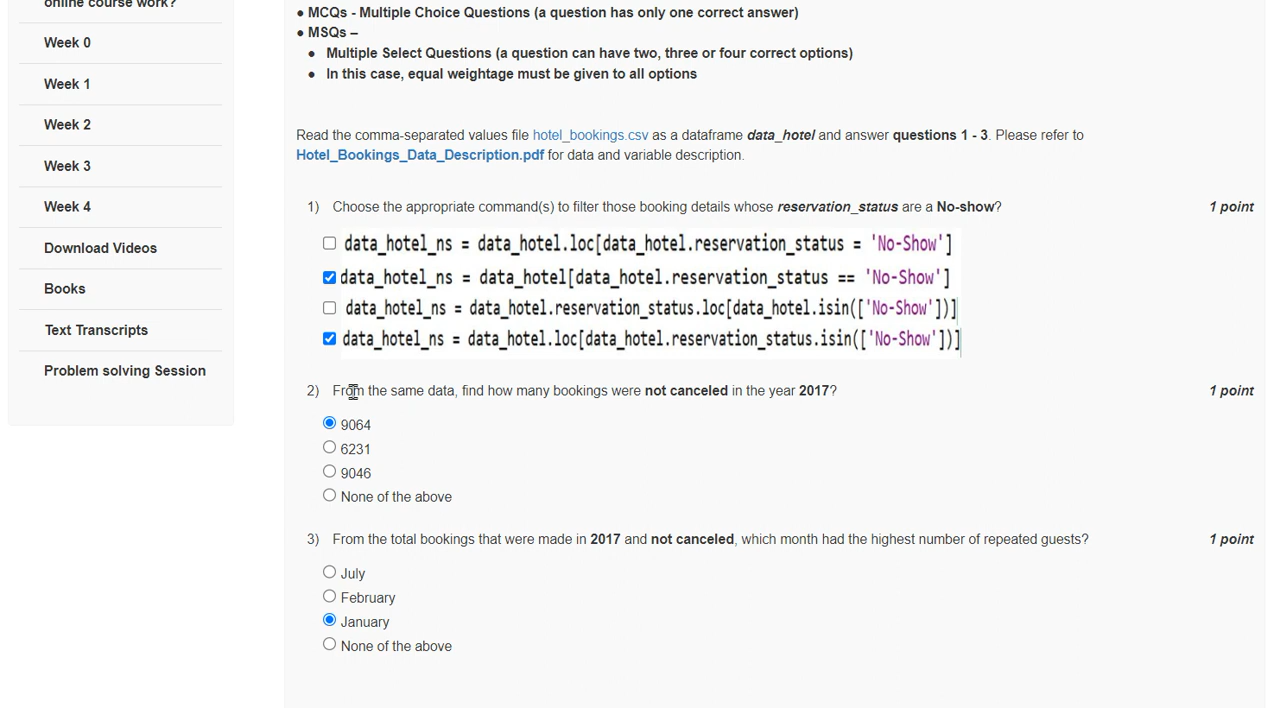 online course work?
Week 0
Week 1
Week 2
Week 3
Week 4
Download Videos
Books
Text Transcripts
Problem solving Session
• MCQs - Multiple Choice Questions (a question has only one correct answer)
• MSQs –
• Multiple Select Questions (a question can have two, three or four correct options)
• In this case, equal weightage must be given to all options
Read the comma-separated values file hotel_bookings.csv as a dataframe data_hotel and answer questions 1 - 3. Please refer to
Hotel_Bookings_Data_Description.pdf for data and variable description.
1) Choose the appropriate command(s) to filter those booking details whose reservation_status are a No-show? 1 point
data_hotel_ns = data_hotel.loc[data_hotel.reservation_status = 'No-Show']
data_hotel_ns = data_hotel[data_hotel.reservation_status == 'No-Show']
data_hotel_ns = data_hotel.reservation_status.loc[data_hotel.isin(['No-Show'])]
data_hotel_ns = data_hotel.loc[data_hotel.reservation_status.isin(['No-Show'])]
2) From the same data, find how many bookings were not canceled in the year 2017? 1 point
9064
6231
9046
None of the above
3) From the total bookings that were made in 2017 and not canceled, which month had the highest number of repeated guests? 1 point
July
February
January
None of the above